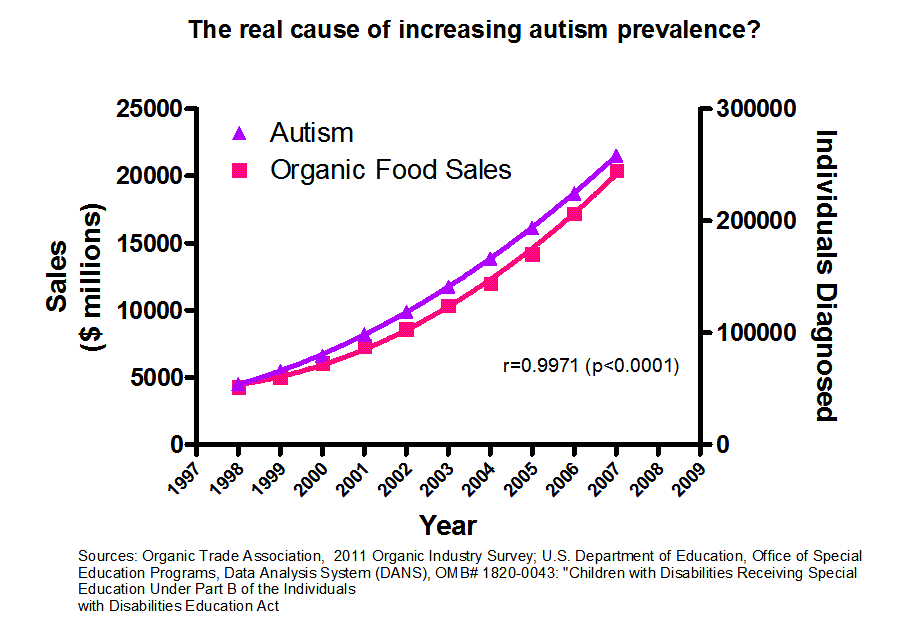 The real cause of increasing autism prevalence?
25000
20000
15000
10000
5000
0
Sales
($ millions)
Autism
Organic Food Sales
r=0.9971 (p<0.0001)
300000
200000
100000
0
Individuals Diagnosed
1997
1998
1999
2000
2001
2002
2003
2004
2005
2006
2007
2008
2009
Year
Sources: Organic Trade Association, 2011 Organic Industry Survey; U.S. Department of Education, Office of Special
Education Programs, Data Analysis System (DANS), OMB# 1820-0043: "Children with Disabilities Receiving Special
Education Under Part B of the Individuals
with Disabilities Education Act